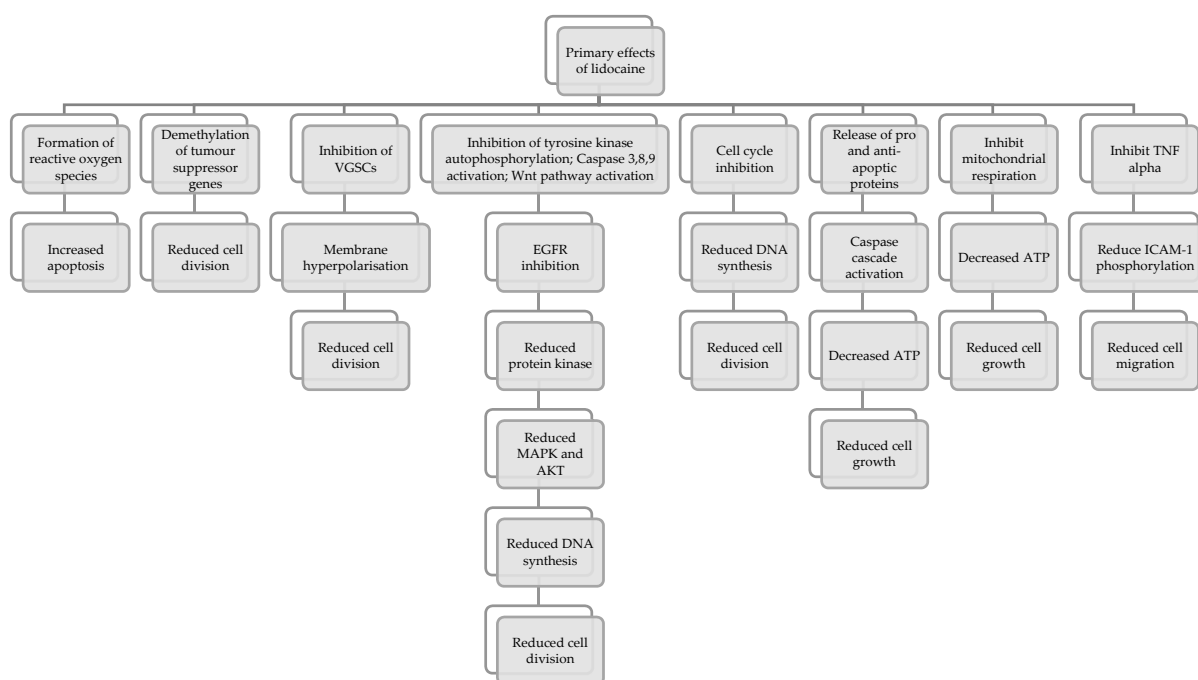 Primary effects
of lidocaine
Formation of
reactive oxygen
species
Demethylation
of tumour
suppressor
genes
Inhibition of
VGSCs
Inhibition of tyrosine kinase
autophosphorylation; Caspase 3,8,9
activation; Wnt pathway activation
Cell cycle
inhibition
Release of pro
and anti-
apoptic
proteins
Inhibit
mitochondrial
respiration
Inhibit TNF
alpha
Increased
apoptosis
Reduced cell
division
Membrane
hyperpolarisation
EGFR
inhibition
Reduced DNA
synthesis
Caspase
cascade
activation
Decreased ATP
Reduce ICAM-1
phosphorylation
Reduced cell
division
Reduced
protein kinase
Reduced cell
division
Decreased ATP
Reduced cell
growth
Reduced cell
migration
Reduced
MAPK and
AKT
Reduced cell
growth
Reduced DNA
synthesis
Reduced cell
division